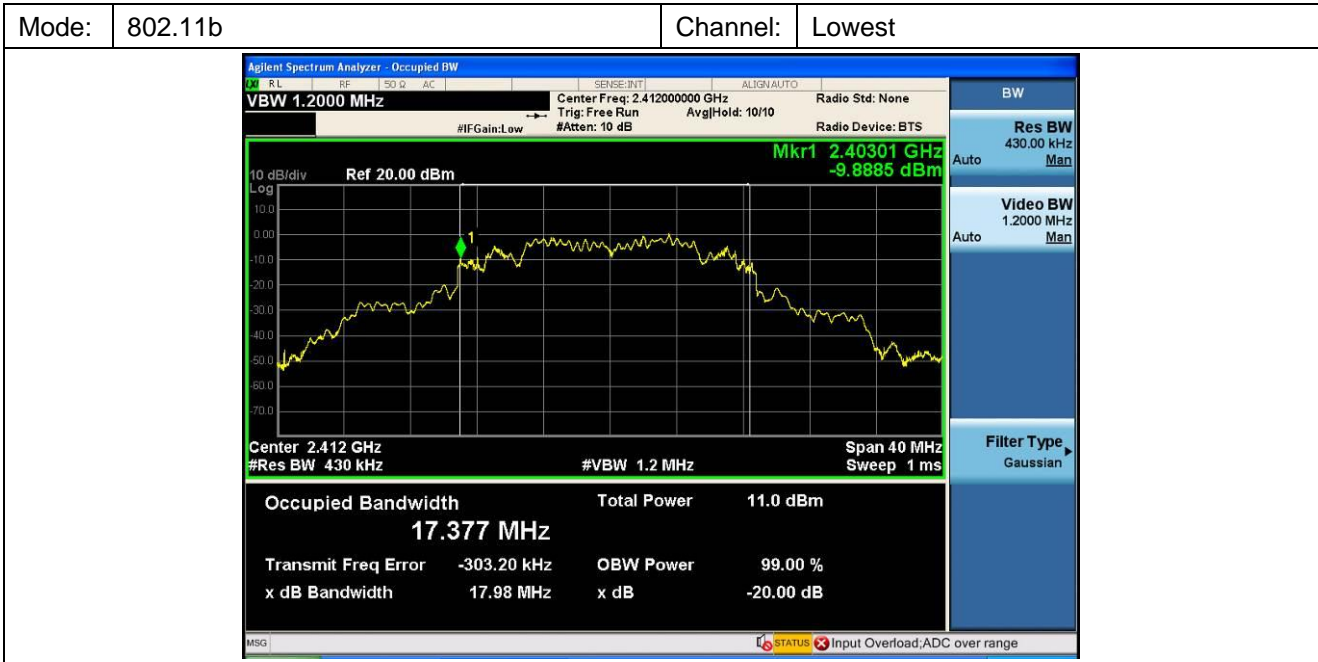 Mode: 802.11b Channel: Lowest
Agilent Spectrum Analyzer - Occupied BW
RL RF 50 Ω AC SENSE:INT ALIGN AUTO
VBW 1.2000 MHz
Center Freq: 2.412000000 GHz Radio Std: None
Trig: Free Run Avg|Hold: 10/10
#IFGain:Low #Atten: 10 dB Radio Device: BTS
Mkr1 2.40301 GHz
-9.8885 dBm
10 dB/div Ref 20.00 dBm
Log
10.0
0.00
-10.0
-20.0
-30.0
-40.0
-50.0
-60.0
-70.0
1
Center 2.412 GHz Span 40 MHz
#Res BW 430 kHz #VBW 1.2 MHz Sweep 1 ms
Occupied Bandwidth Total Power 11.0 dBm
17.377 MHz
Transmit Freq Error -303.20 kHz OBW Power 99.00 %
x dB Bandwidth 17.98 MHz x dB -20.00 dB
MSG STATUS Input Overload;ADC over range
BW
Res BW
430.00 kHz
Auto Man
Video BW
1.2000 MHz
Auto Man
Filter Type
Gaussian